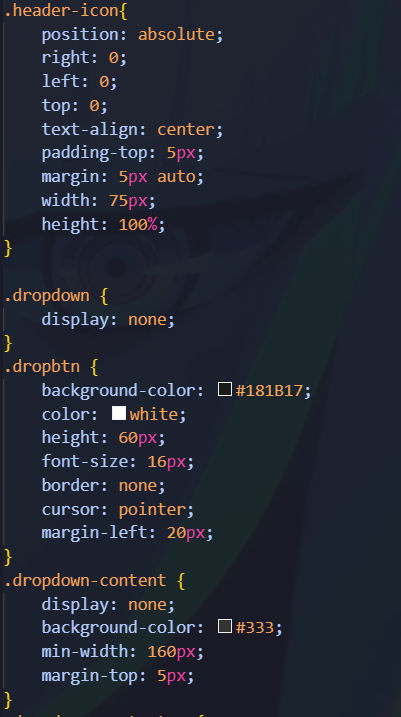 .header-icon{
    position: absolute;
    right: 0;
    left: 0;
    top: 0;
    text-align: center;
    padding-top: 5px;
    margin: 5px auto;
    width: 75px;
    height: 100%;
}

.dropdown {
    display: none;
}
.dropbtn {
    background-color: #181B17;
    color: white;
    height: 60px;
    font-size: 16px;
    border: none;
    cursor: pointer;
    margin-left: 20px;
}
.dropdown-content {
    display: none;
    background-color: #333;
    min-width: 160px;
    margin-top: 5px;
}